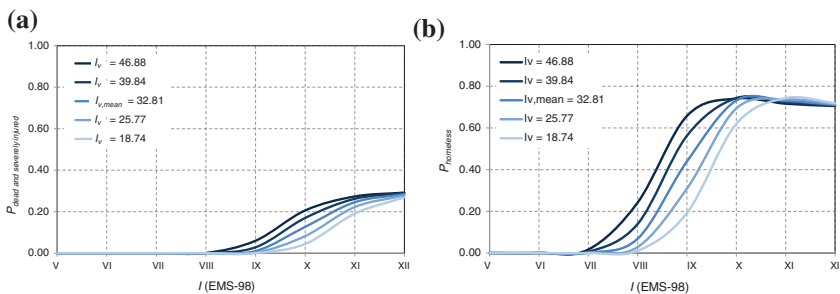 (a)
1.00
0.80
0.60
0.40
0.20
0.00
P dead and severely injured
Iv = 46.88
Iv = 39.84
Iv,mean = 32.81
Iv = 25.77
Iv = 18.74
V VI VII VIII IX X XI XII
I (EMS-98)
(b)
1.00
0.80
0.60
0.40
0.20
0.00
P homeless
Iv = 46.88
Iv = 39.84
Iv,mean = 32.81
Iv = 25.77
Iv = 18.74
V VI VII VIII IX X XI XI
I (EMS-98)